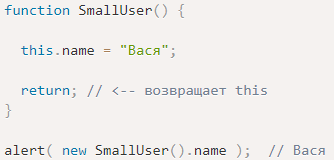 function SmallUser() {
this.name = "Вася";
return; // <-- возвращает this
}
alert( new SmallUser().name );  // Вася